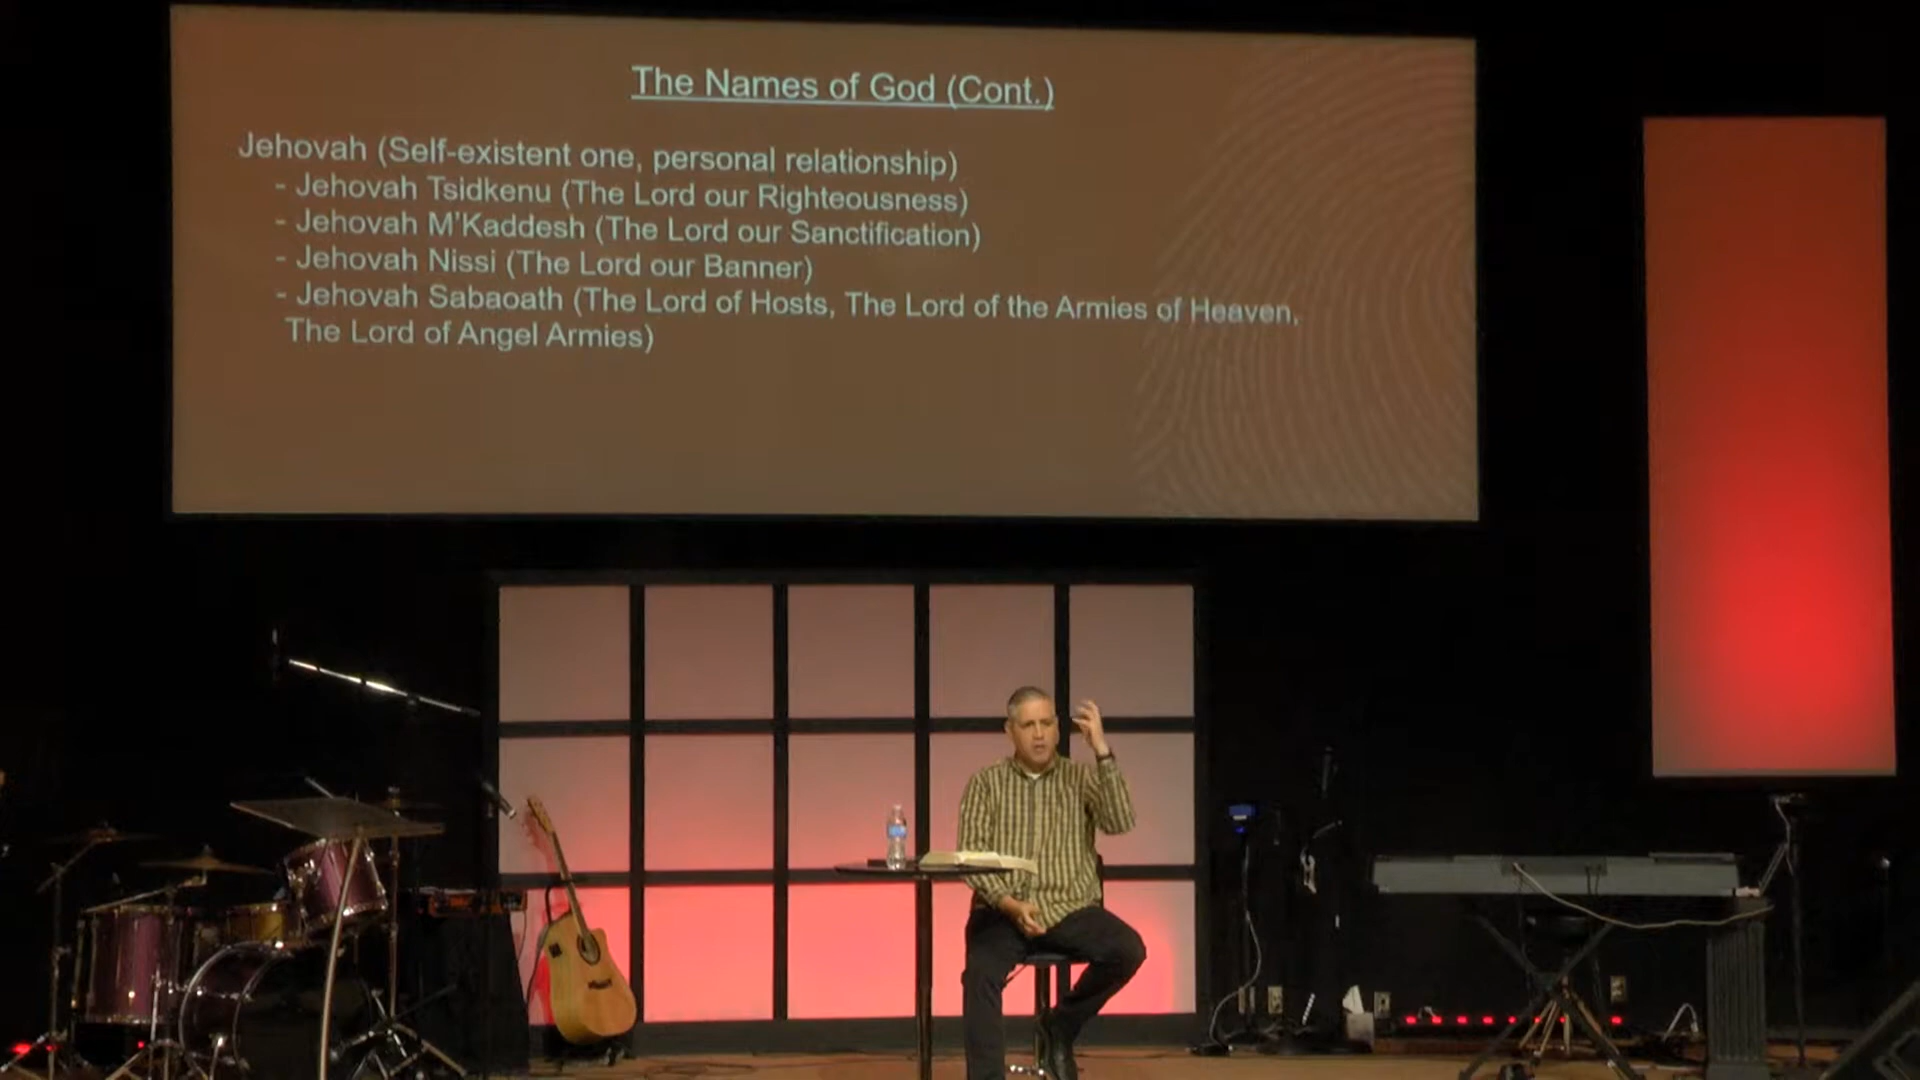 The Names of God (Cont.)
Jehovah (Self-existent one, personal relationship)
- Jehovah Tsidkenu (The Lord our Righteousness)
- Jehovah M'Kaddesh (The Lord our Sanctification)
- Jehovah Nissi (The Lord our Banner)
- Jehovah Sabaoath (The Lord of Hosts, The Lord of the Armies of Heaven,
The Lord of Angel Armies)